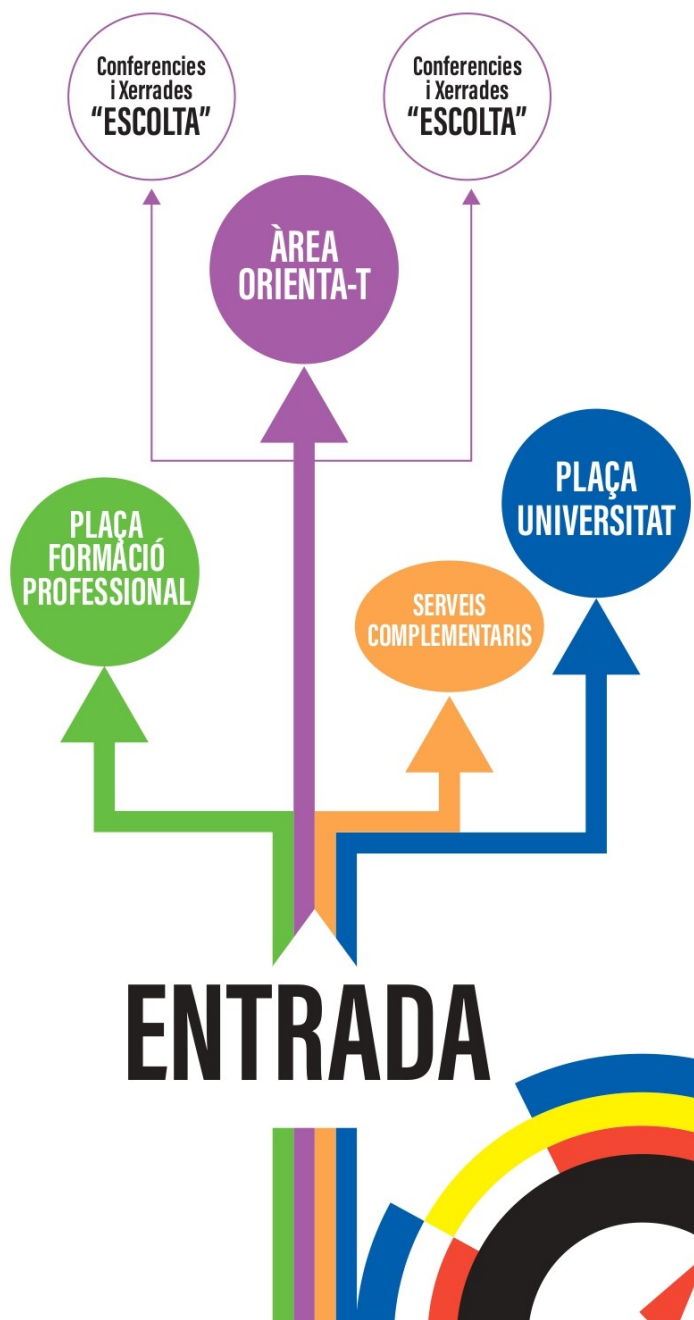 Conferencies
i Xerrades
“ESCOLTA”
Conferencies
i Xerrades
“ESCOLTA”
ÀREA
ORIENTA-T
PLAÇA
UNIVERSITAT
PLAÇA
FORMACIÓ
PROFESSIONAL
SERVEIS
COMPLEMENTARIS
ENTRADA